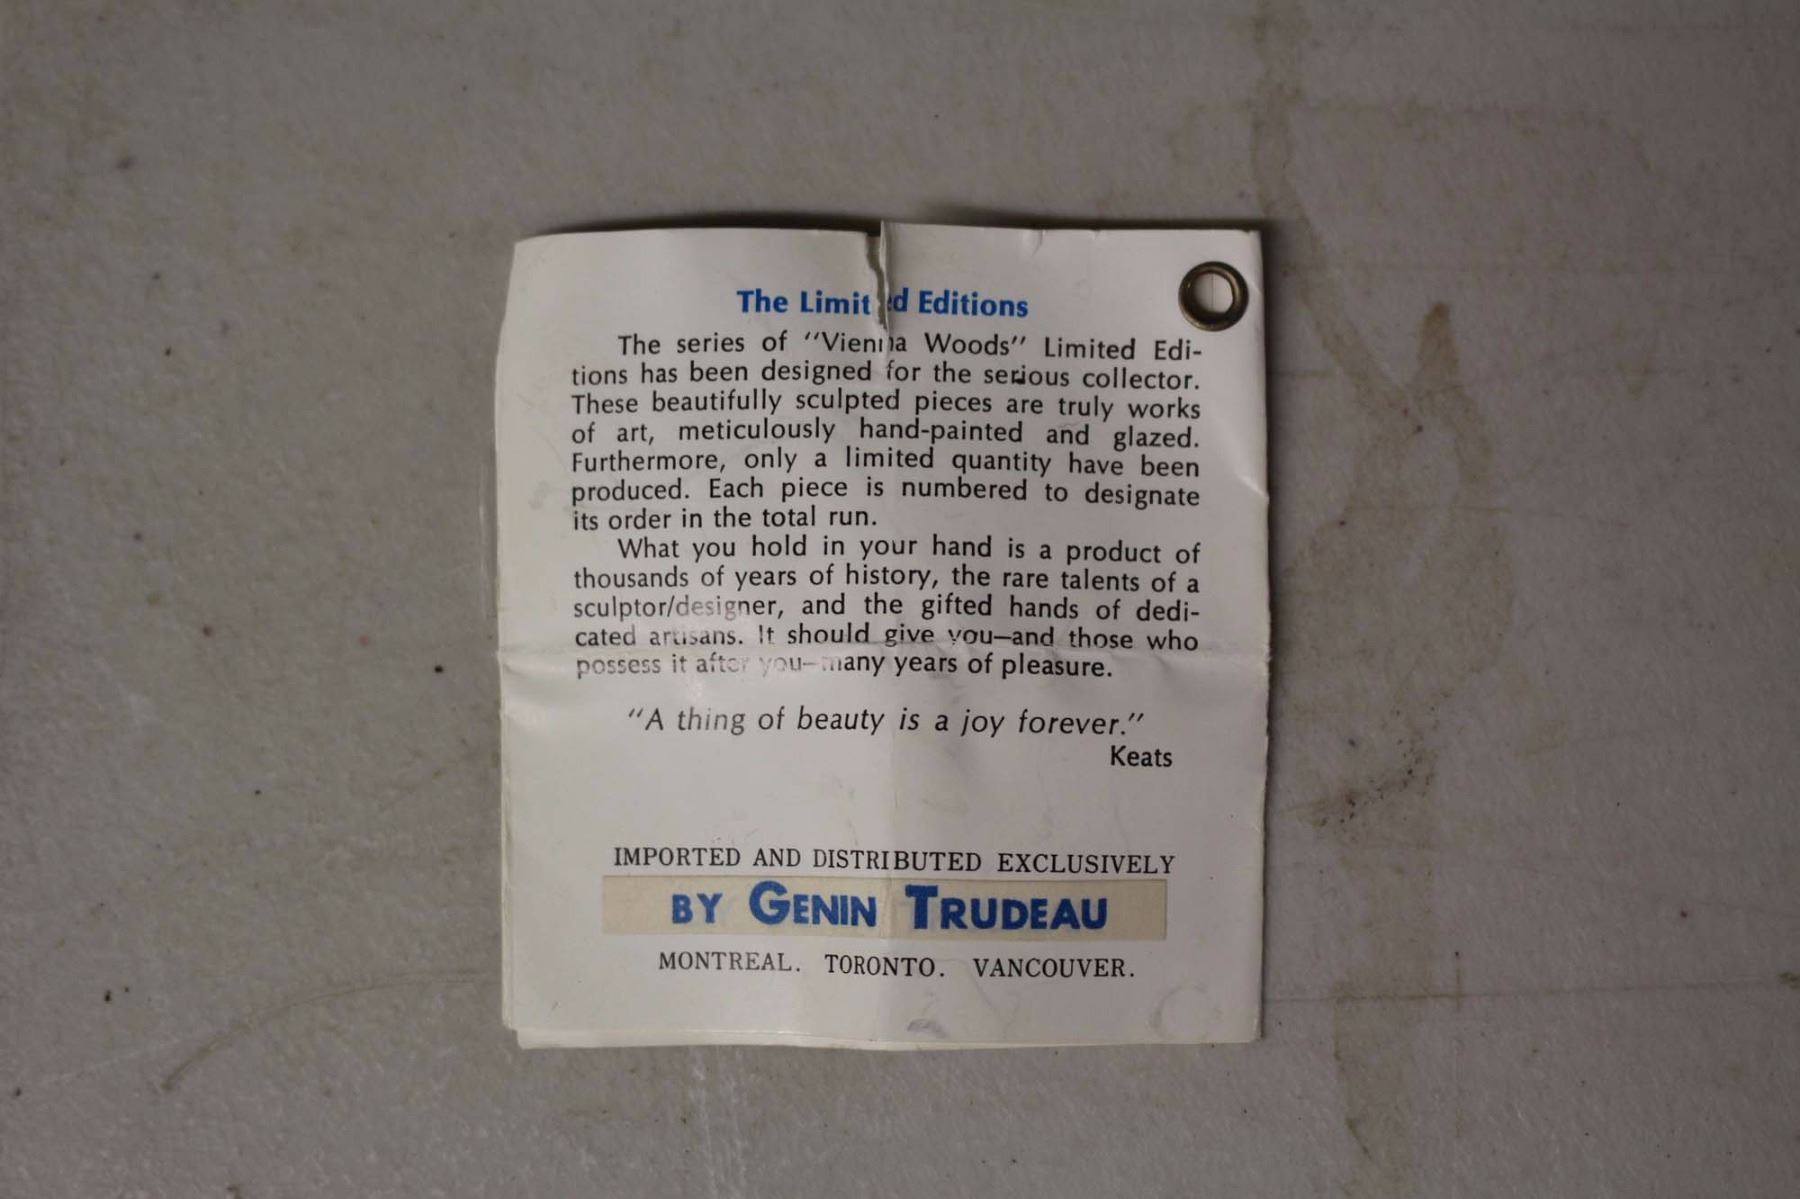 The Limited Editions
The series of "Vienna Woods" Limited Edi-
tions has been designed for the serious collector.
These beautifully sculpted pieces are truly works
of art, meticulously hand-painted and glazed.
Furthermore, only a limited quantity have been
produced. Each piece is numbered to designate
its order in the total run.
What you hold in your hand is a product of
thousands of years of history, the rare talents of a
sculptor/designer, and the gifted hands of dedi-
cated artisans. It should give you—and those who
possess it after you—many years of pleasure.
"A thing of beauty is a joy forever."
Keats
IMPORTED AND DISTRIBUTED EXCLUSIVELY
BY GENIN TRUDEAU
MONTREAL. TORONTO. VANCOUVER.